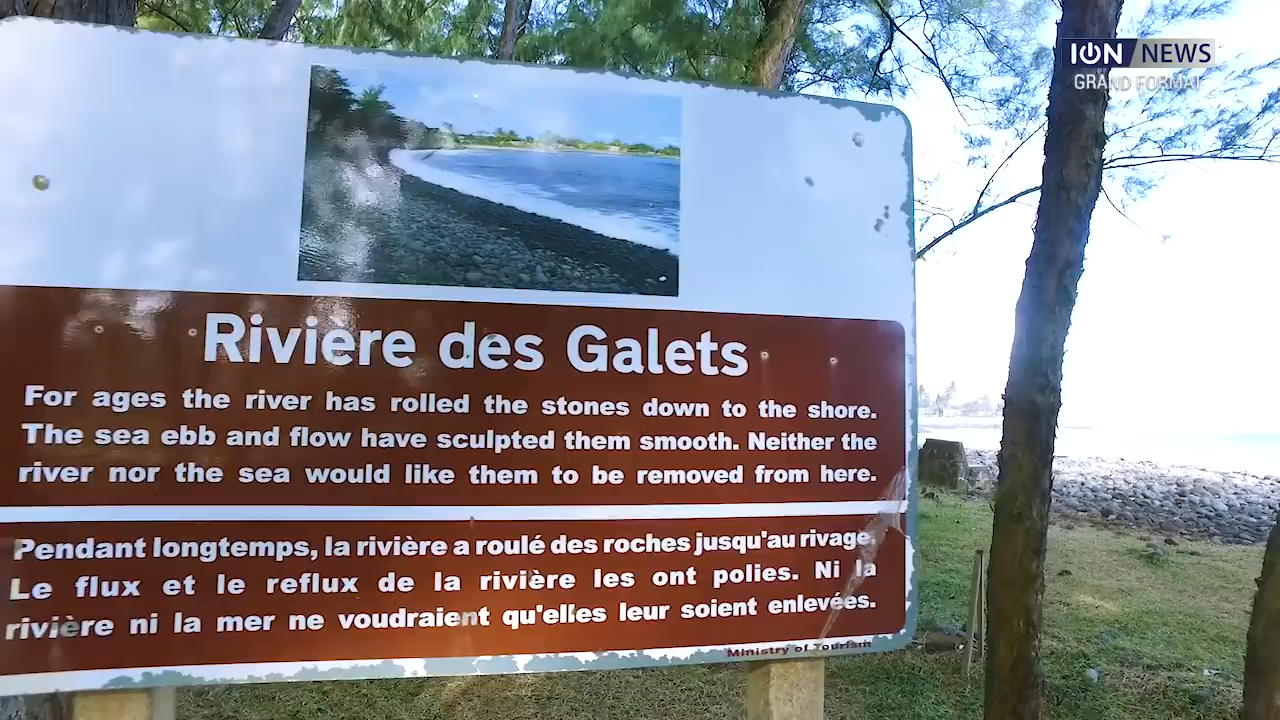 ION NEWS
GRAND FORMAT
Riviere des Galets
For ages the river has rolled the stones down to the shore.
The sea ebb and flow have sculpted them smooth. Neither the
river nor the sea would like them to be removed from here.
Pendant longtemps, la rivière a roulé des roches jusqu'au rivage.
Le flux et le reflux de la rivière les ont polies. Ni la
rivière ni la mer ne voudraient qu'elles leur soient enlevées.
Ministry of Tourism